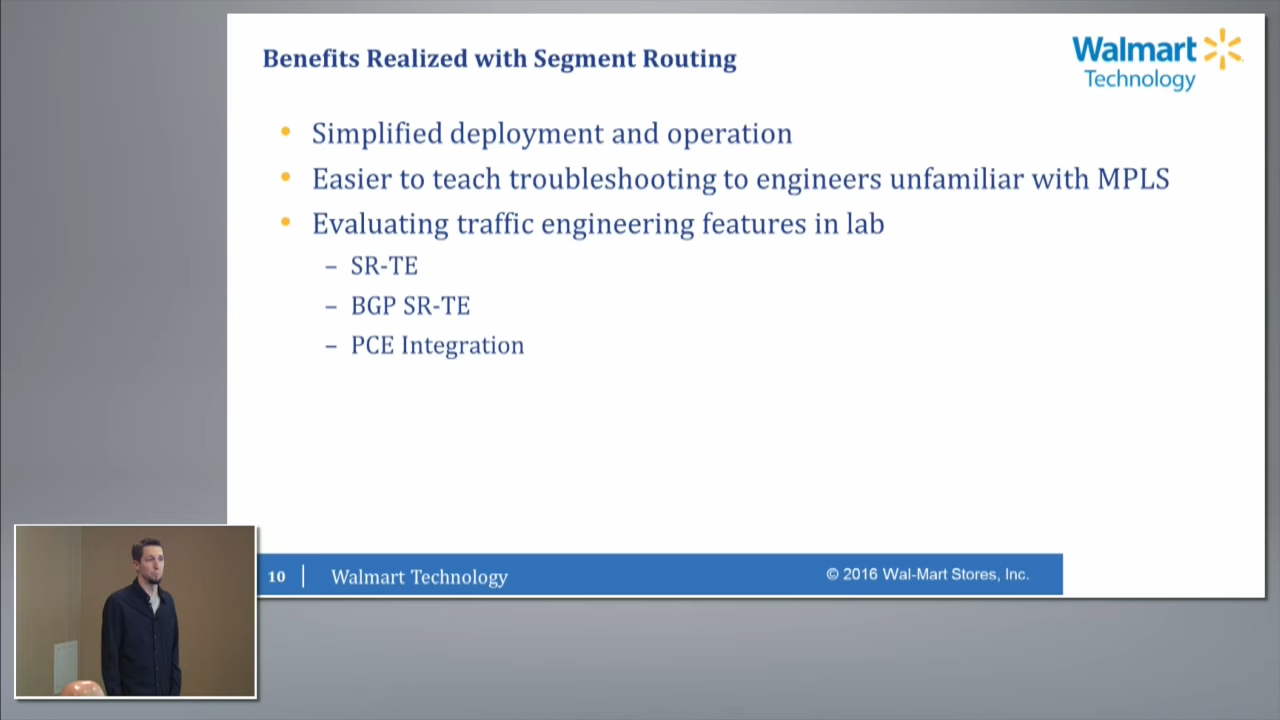 Benefits Realized with Segment Routing
Walmart
Technology
• Simplified deployment and operation
• Easier to teach troubleshooting to engineers unfamiliar with MPLS
• Evaluating traffic engineering features in lab
– SR-TE
– BGP SR-TE
– PCE Integration
10 | Walmart Technology
© 2016 Wal-Mart Stores, Inc.